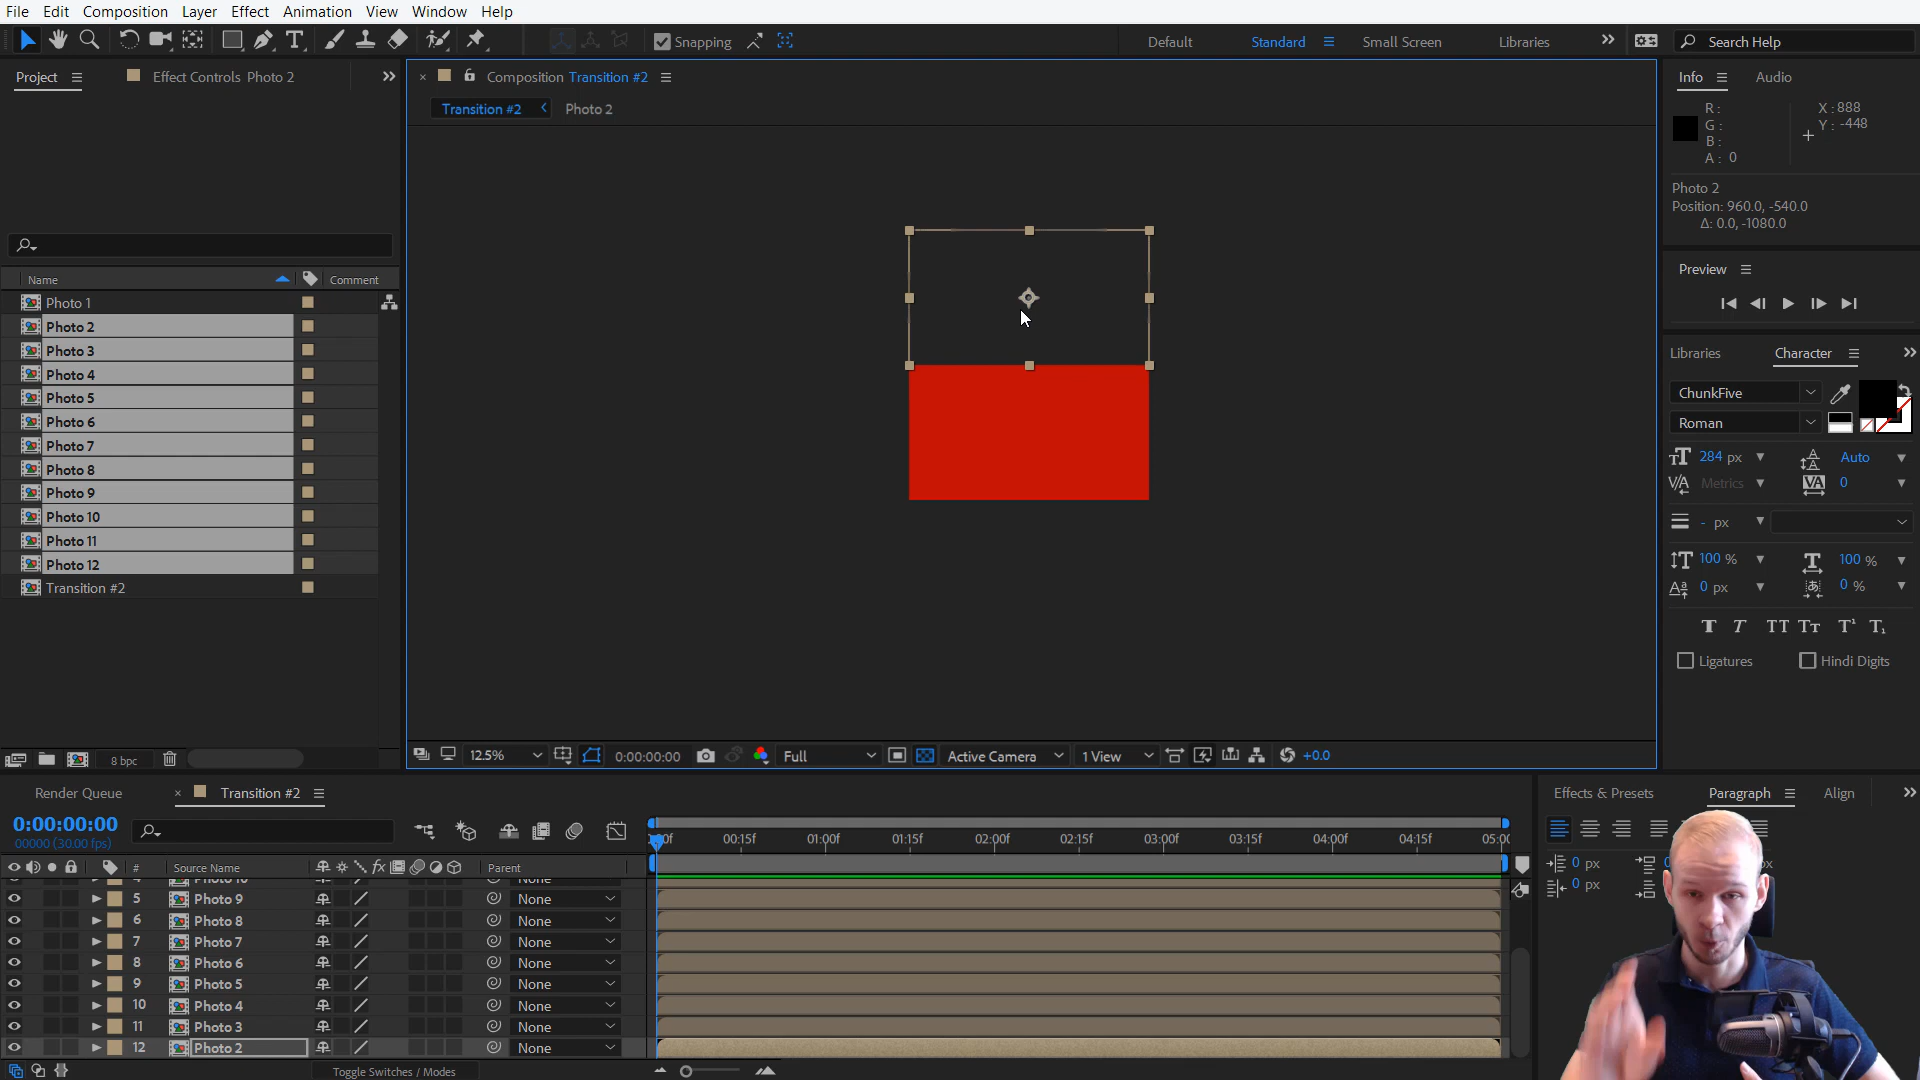 File Edit Composition Layer Effect Animation View Window Help
Snapping
Default Standard Small Screen Libraries
Search Help
Project Effect Controls Photo 2
Composition Transition #2
Transition #2 Photo 2
Info Audio
R :
G :
B :
A : 0
X : 888
Y : -448
Photo 2
Position: 960.0, -540.0
Δ: 0.0, -1080.0
Preview
Libraries Character
ChunkFive
Roman
284 px Auto
Metrics 0
- px
100 % 100 %
0 px 0 %
Ligatures Hindi Digits
Name Comment
Photo 1
Photo 2
Photo 3
Photo 4
Photo 5
Photo 6
Photo 7
Photo 8
Photo 9
Photo 10
Photo 11
Photo 12
Transition #2
8 bpc
12.5% 0:00:00:00 Full Active Camera 1 View +0.0
Render Queue Transition #2
Effects & Presets Paragraph Align
0:00:00:00
00000 (30.00 fps)
00:15f 01:00f 01:15f 02:00f 02:15f 03:00f 03:15f 04:00f 04:15f
# Source Name Parent
5 Photo 9 None
6 Photo 8 None
7 Photo 7 None
8 Photo 6 None
9 Photo 5 None
10 Photo 4 None
11 Photo 3 None
12 Photo 2 None
0 px
0 px
Toggle Switches / Modes